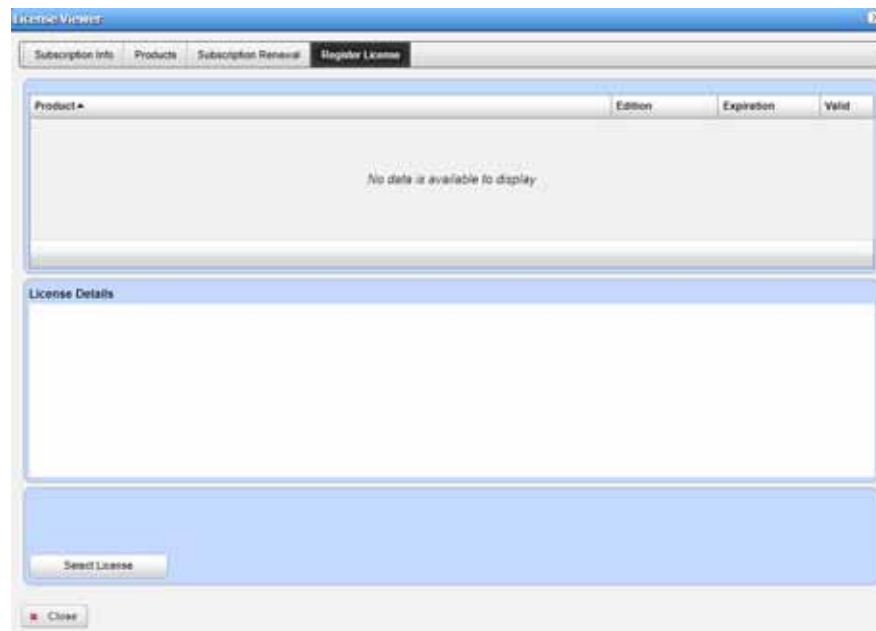 License Viewer
Subscription Info Products Subscription Renewal Register License
Product Edition Expiration Valid
No data is available to display
License Details
Select License
Close